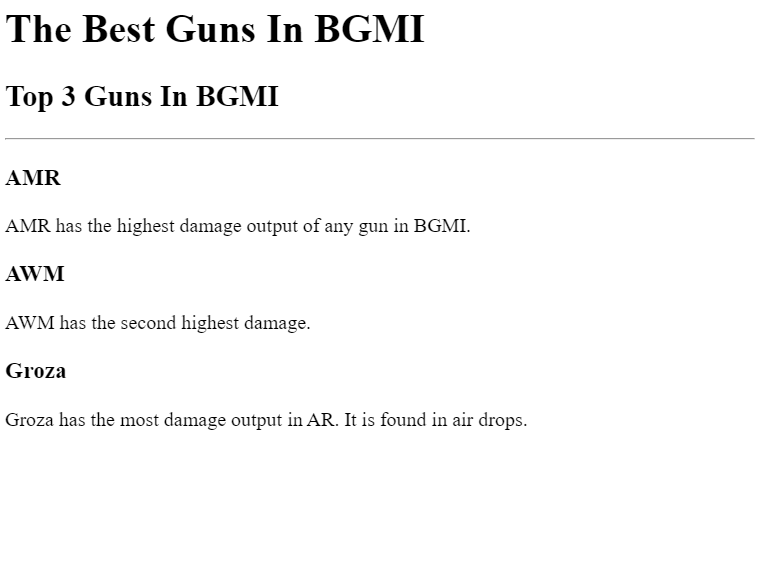 The Best Guns In BGMI
Top 3 Guns In BGMI
AMR
AMR has the highest damage output of any gun in BGMI.
AWM
AWM has the second highest damage.
Groza
Groza has the most damage output in AR. It is found in air drops.